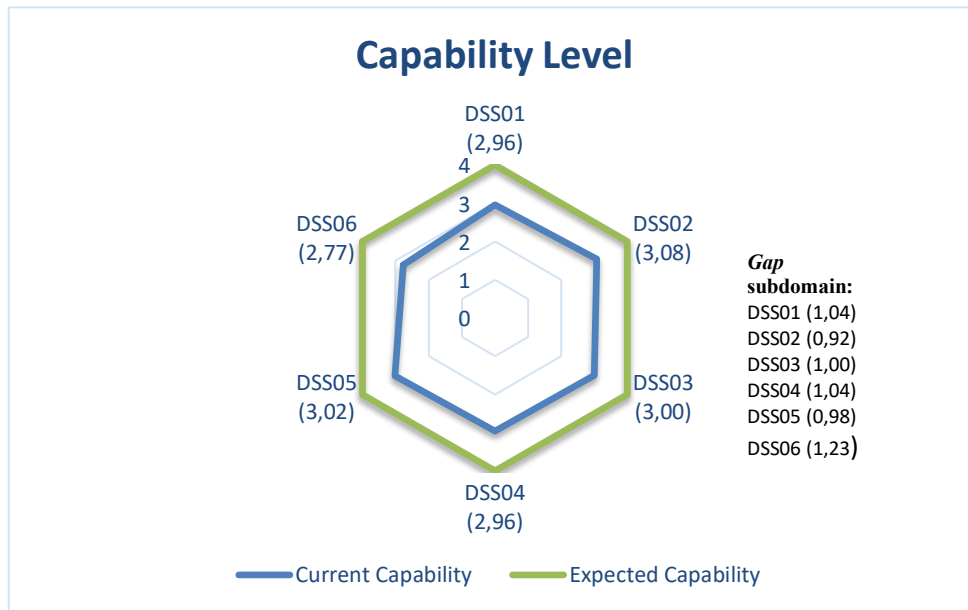 Capability Level
DSS01
(2,96)
4
3
2
1
0
DSS02
(3,08)
DSS03
(3,00)
DSS04
(2,96)
DSS05
(3,02)
DSS06
(2,77)
Gap
subdomain:
DSS01 (1,04)
DSS02 (0,92)
DSS03 (1,00)
DSS04 (1,04)
DSS05 (0,98)
DSS06 (1,23)
Current Capability
Expected Capability